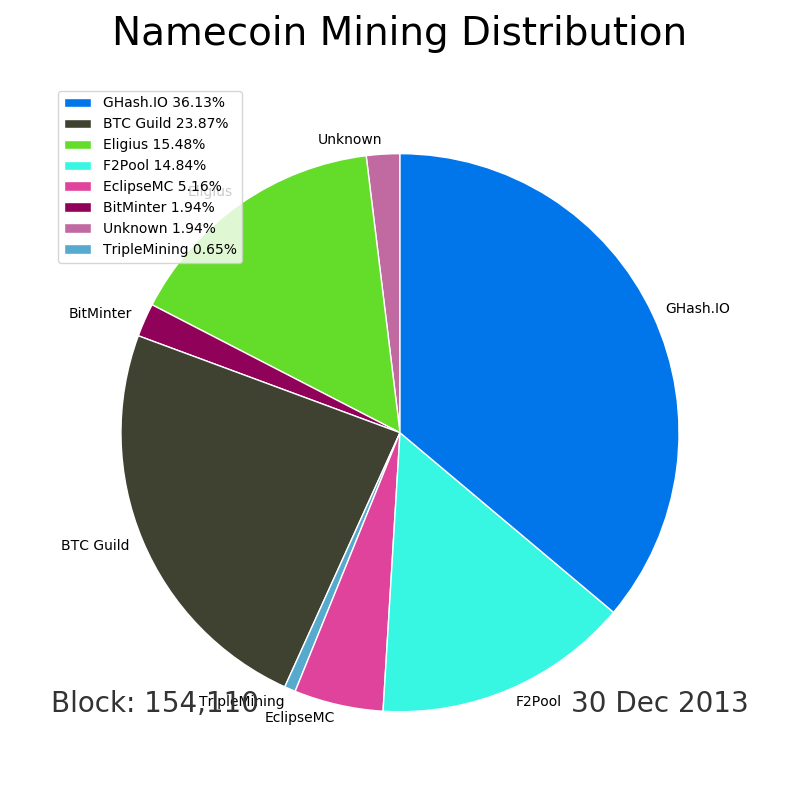 Namecoin Mining Distribution
GHash.IO 36.13%
BTC Guild 23.87%
Eligius 15.48%
F2Pool 14.84%
EclipseMC 5.16%
BitMinter 1.94%
Unknown 1.94%
TripleMining 0.65%
Unknown
Eligius
GHash.IO
BitMinter
BTC Guild
TripleMining
EclipseMC
F2Pool
Block: 154,110
30 Dec 2013